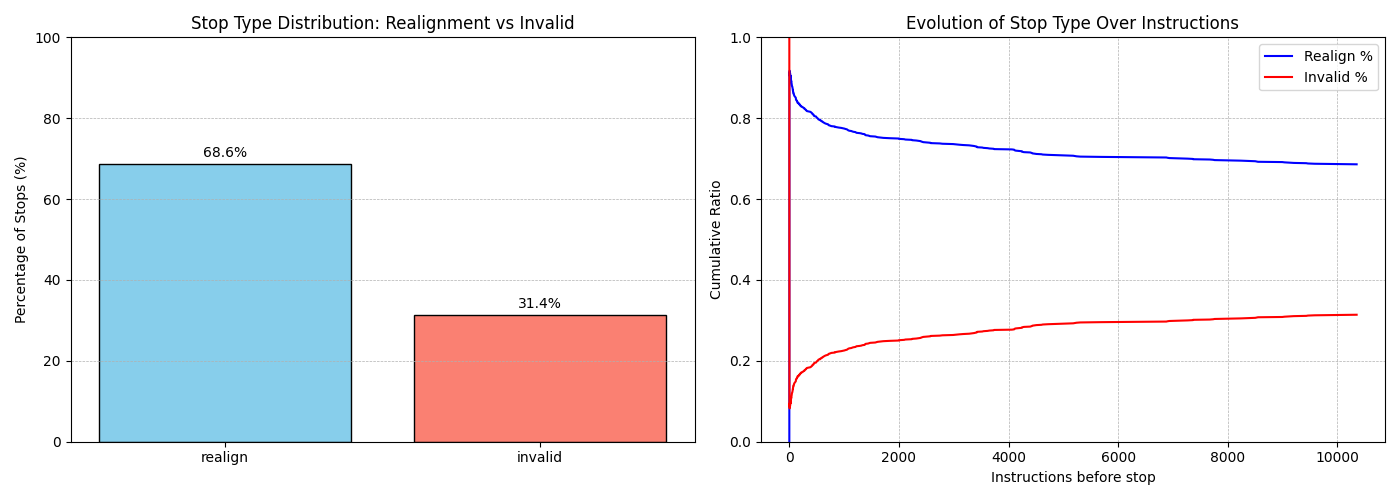 Stop Type Distribution: Realignment vs Invalid
Percentage of Stops (%)
100
80
60
40
20
0
68.6%
31.4%
realign
invalid
Evolution of Stop Type Over Instructions
Cumulative Ratio
1.0
0.8
0.6
0.4
0.2
0.0
Realign %
Invalid %
0
2000
4000
6000
8000
10000
Instructions before stop